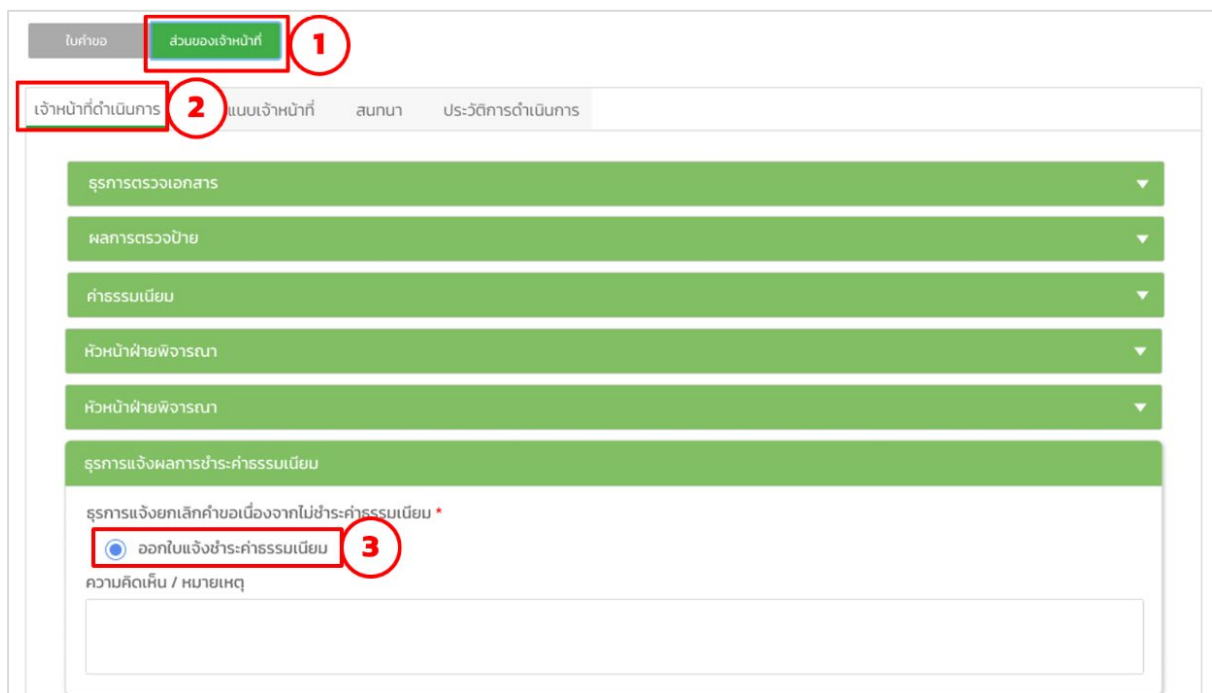 ใบคำขอ ส่วนของเจ้าหน้าที่ 1
เจ้าหน้าที่ดำเนินการ 2 แบบเจ้าหน้าที่ สนทนา ประวัติการดำเนินการ
ธุรการตรวจเอกสาร
ผลการตรวจป้าย
ค่าธรรมเนียม
หัวหน้าฝ่ายพิจารณา
หัวหน้าฝ่ายพิจารณา
ธุรการแจ้งผลการชำระค่าธรรมเนียม
ธุรการแจ้งยกเลิกคำขอเนื่องจากไม่ชำระค่าธรรมเนียม *
ออกใบแจ้งชำระค่าธรรมเนียม 3
ความคิดเห็น / หมายเหตุ